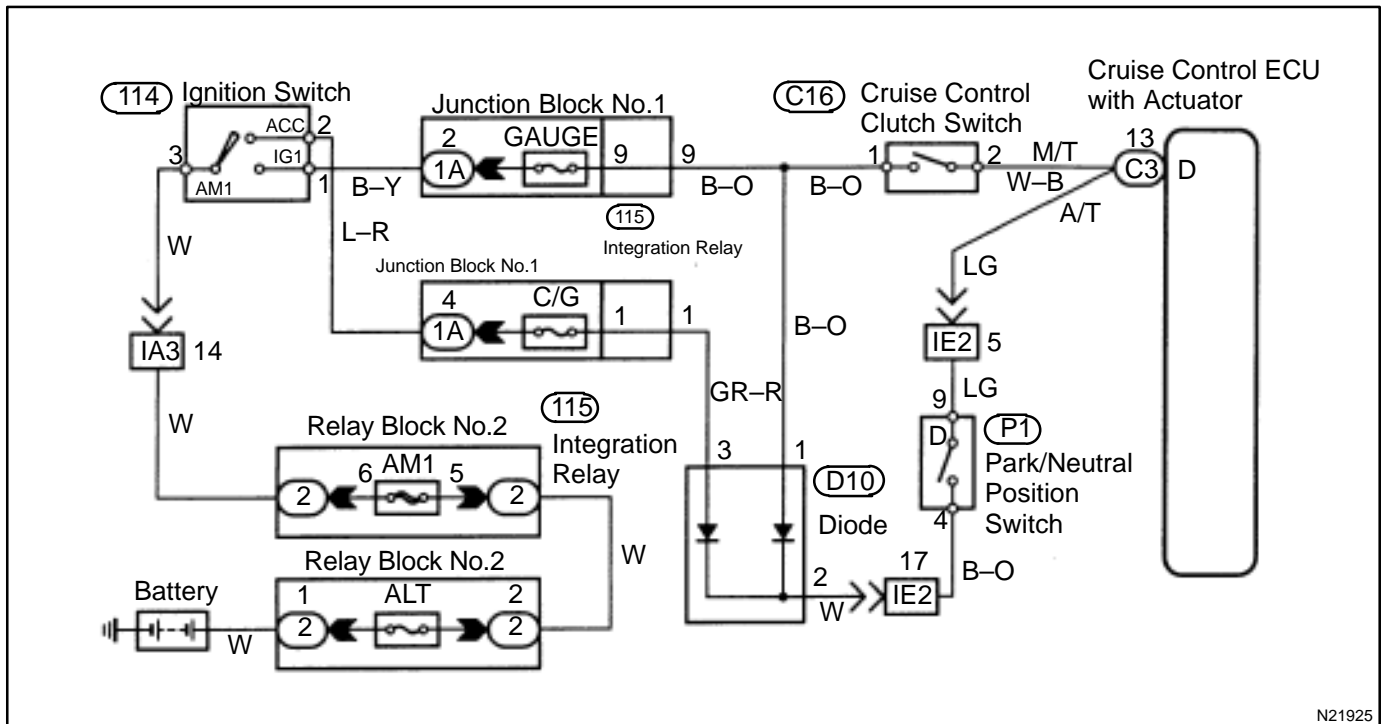 114
Ignition Switch
ACC
2
3
IG1
AM1
1
B–Y
L–R
W
IA3
14
W
Junction Block No.1
2
GAUGE
1A
9
9
B–O
115
Integration Relay
Junction Block No.1
4
C/G
1A
1
1
GR–R
B–O
C16
Cruise Control
Clutch Switch
1
2
B–O
M/T
W–B
A/T
Cruise Control ECU
with Actuator
13
C3
D
LG
IE2
5
LG
9
D
P1
Park/Neutral
Position
Switch
4
B–O
17
IE2
3
1
D10
Diode
2
W
115
Integration
Relay
Relay Block No.2
6
AM1
5
2
2
W
Relay Block No.2
1
ALT
2
2
2
Battery
W
N21925